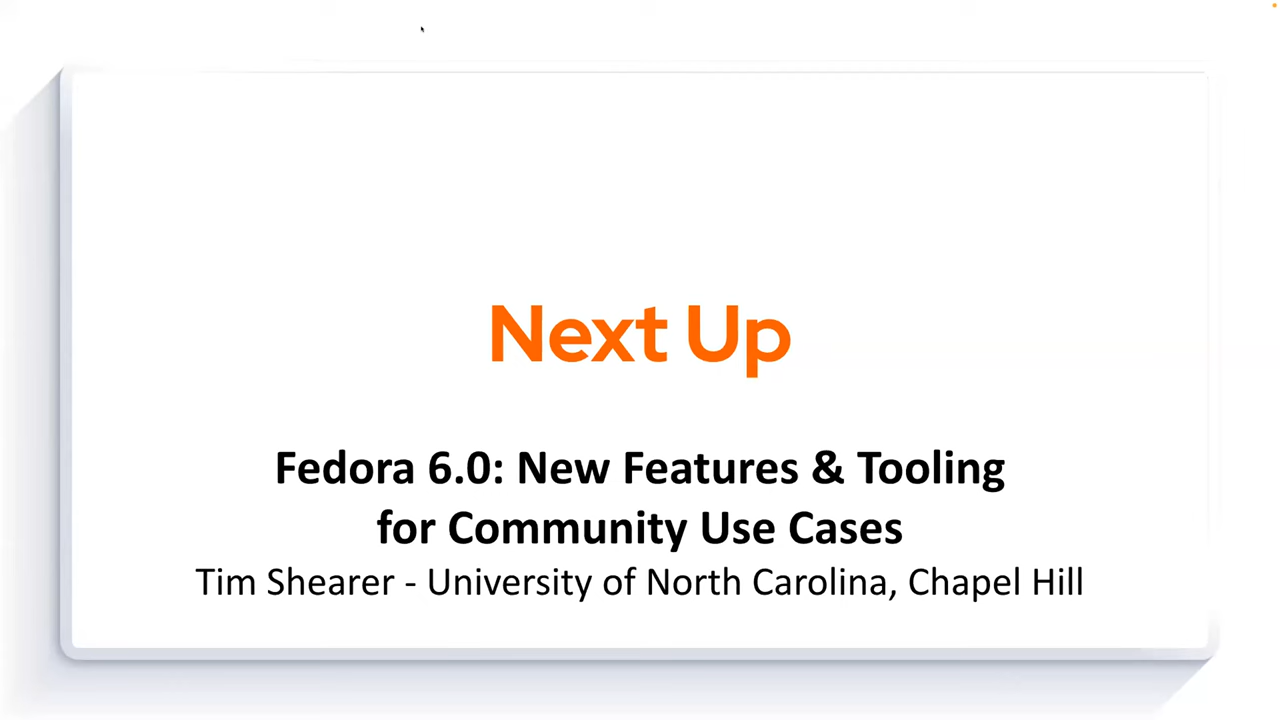 Next Up
Fedora 6.0: New Features & Tooling
for Community Use Cases
Tim Shearer - University of North Carolina, Chapel Hill